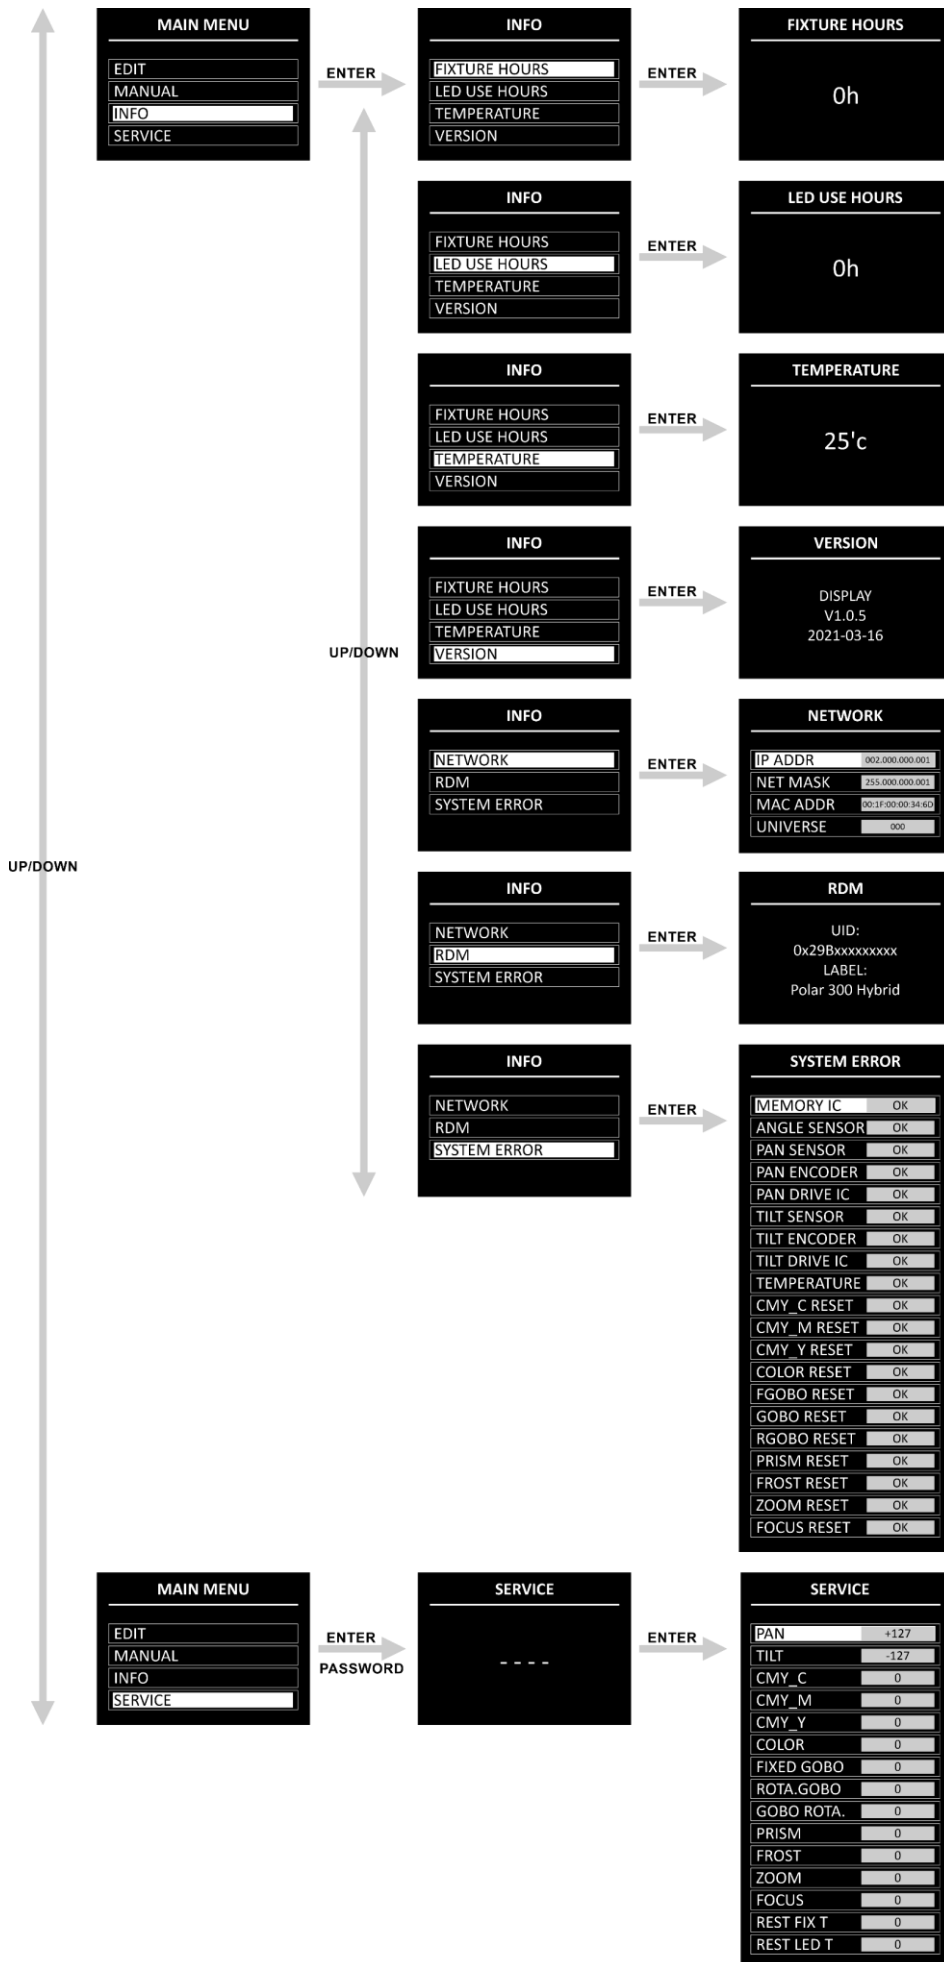 MAIN MENU
EDIT
MANUAL
INFO
SERVICE
ENTER
INFO
FIXTURE HOURS
LED USE HOURS
TEMPERATURE
VERSION
ENTER
FIXTURE HOURS
0h
INFO
FIXTURE HOURS
LED USE HOURS
TEMPERATURE
VERSION
ENTER
LED USE HOURS
0h
INFO
FIXTURE HOURS
LED USE HOURS
TEMPERATURE
VERSION
ENTER
TEMPERATURE
25'c
INFO
FIXTURE HOURS
LED USE HOURS
TEMPERATURE
VERSION
ENTER
VERSION
DISPLAY
V1.0.5
2021-03-16
UP/DOWN
INFO
NETWORK
RDM
SYSTEM ERROR
ENTER
NETWORK
IP ADDR 002.000.000.001
NET MASK 255.000.000.001
MAC ADDR 00:1F:00:00:34:6D
UNIVERSE 000
UP/DOWN
INFO
NETWORK
RDM
SYSTEM ERROR
ENTER
RDM
UID:
0x29Bxxxxxxxxx
LABEL:
Polar 300 Hybrid
INFO
NETWORK
RDM
SYSTEM ERROR
ENTER
SYSTEM ERROR
MEMORY IC OK
ANGLE SENSOR OK
PAN SENSOR OK
PAN ENCODER OK
PAN DRIVE IC OK
TILT SENSOR OK
TILT ENCODER OK
TILT DRIVE IC OK
TEMPERATURE OK
CMY_C RESET OK
CMY_M RESET OK
CMY_Y RESET OK
COLOR RESET OK
FGOBO RESET OK
GOBO RESET OK
RGOBO RESET OK
PRISM RESET OK
FROST RESET OK
ZOOM RESET OK
FOCUS RESET OK
MAIN MENU
EDIT
MANUAL
INFO
SERVICE
ENTER
PASSWORD
SERVICE
- - - -
ENTER
SERVICE
PAN +127
TILT -127
CMY_C 0
CMY_M 0
CMY_Y 0
COLOR 0
FIXED GOBO 0
ROTA.GOBO 0
GOBO ROTA. 0
PRISM 0
FROST 0
ZOOM 0
FOCUS 0
REST FIX T 0
REST LED T 0